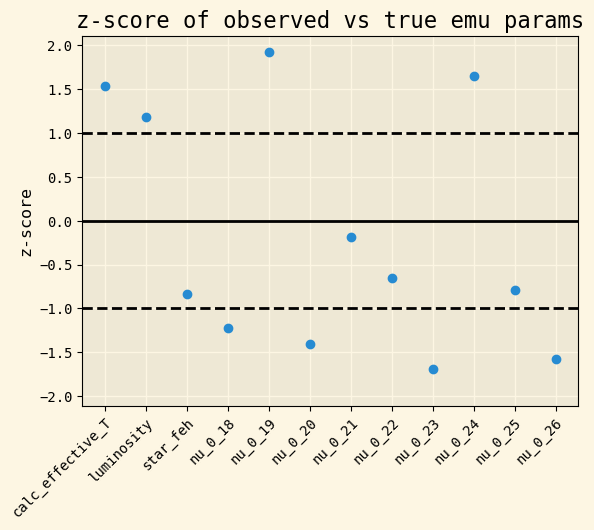 z-score of observed vs true emu params
z-score
2.0
1.5
1.0
0.5
0.0
−0.5
−1.0
−1.5
−2.0
calc_effective_T
luminosity
star_feh
nu_0_18
nu_0_19
nu_0_20
nu_0_21
nu_0_22
nu_0_23
nu_0_24
nu_0_25
nu_0_26